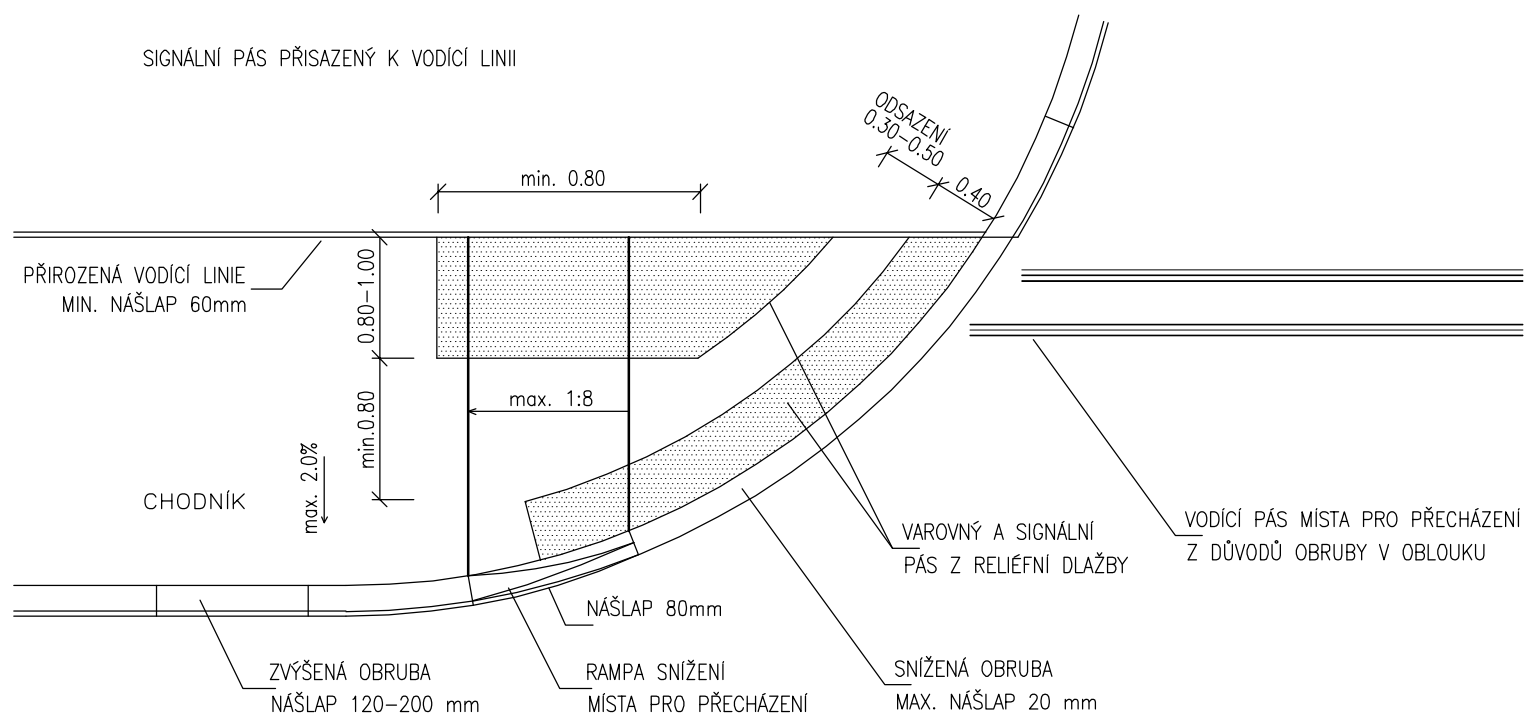 SIGNÁLNÍ PÁS PŘISAZENÝ K VODÍCÍ LINII
ODSAZENÍ
0.30-0.50
0.40
min. 0.80
PŘIROZENÁ VODÍCÍ LINIE
MIN. NÁŠLAP 60mm
0.80-1.00
min.0.80
max. 1:8
max. 2.0%
CHODNÍK
VAROVNÝ A SIGNÁLNÍ
PÁS Z RELIÉFNÍ DLAŽBY
VODÍCÍ PÁS MÍSTA PRO PŘECHÁZENÍ
Z DŮVODŮ OBRUBY V OBLOUKU
NÁŠLAP 80mm
ZVÝŠENÁ OBRUBA
NÁŠLAP 120-200 mm
RAMPA SNÍŽENÍ
MÍSTA PRO PŘECHÁZENÍ
SNÍŽENÁ OBRUBA
MAX. NÁŠLAP 20 mm